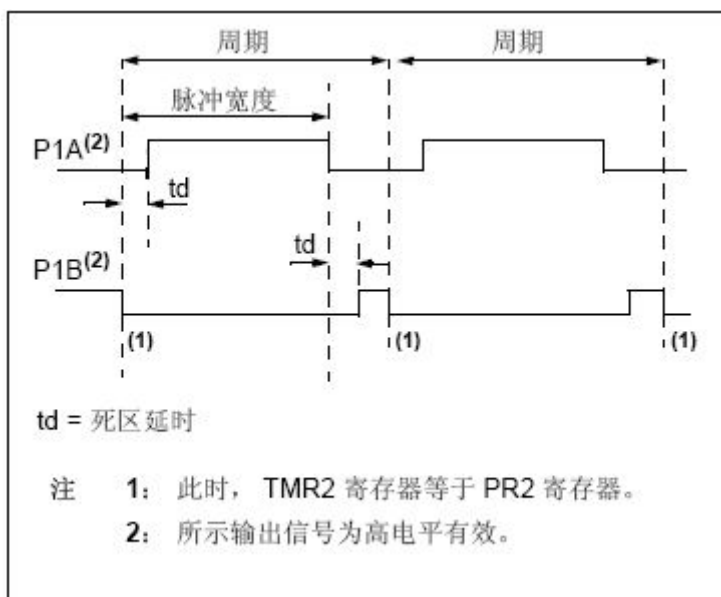 周期 周期
脉冲宽度
P1A(2)
td
td
P1B(2)
(1) (1) (1)
td = 死区延时
注 1: 此时， TMR2 寄存器等于 PR2 寄存器。
2: 所示输出信号为高电平有效。